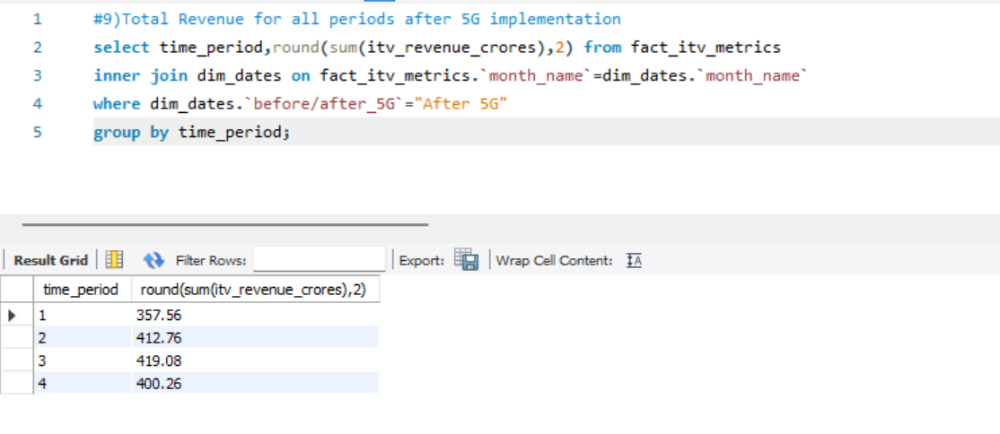 1 #9)Total Revenue for all periods after 5G implementation
2 select time_period,round(sum(itv_revenue_crores),2) from fact_itv_metrics
3 inner join dim_dates on fact_itv_metrics.`month_name`=dim_dates.`month_name`
4 where dim_dates.`before/after_5G`="After 5G"
5 group by time_period;
Result Grid Filter Rows: Export: Wrap Cell Content: IA
time_period round(sum(itv_revenue_crores),2)
1 357.56
2 412.76
3 419.08
4 400.26